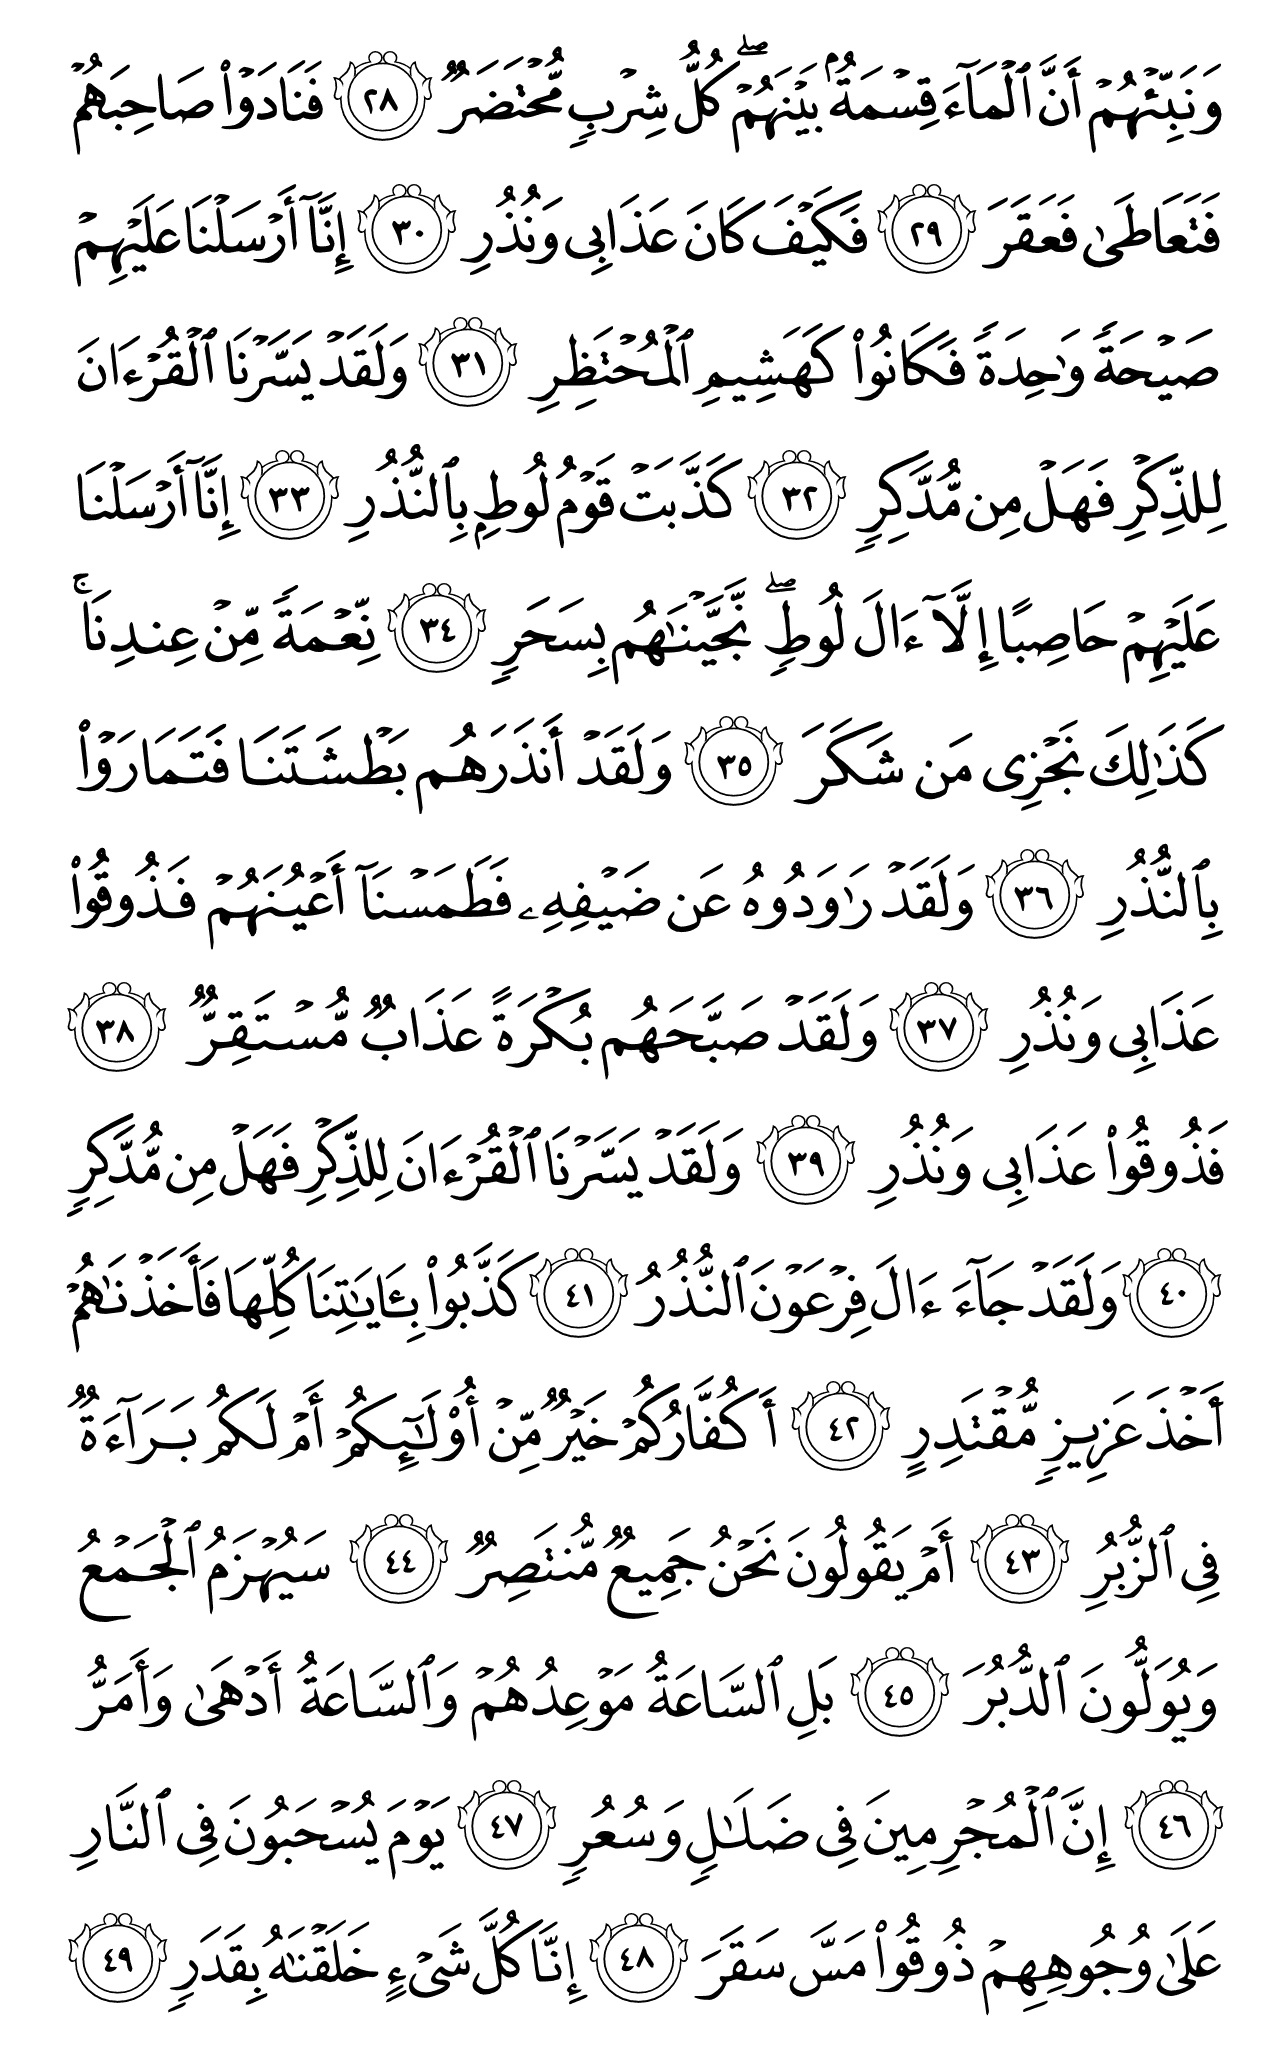 وَنَبِّئْهُمْ أَنَّ ٱلْمَآءَ قِسْمَةٌۢ بَيْنَهُمْ ۖ كُلُّ شِرْبٍ مُّحْتَضَرٌ ٢٨ فَنَادَوْا۟ صَاحِبَهُمْ
فَتَعَاطَىٰ فَعَقَرَ ٢٩ فَكَيْفَ كَانَ عَذَابِى وَنُذُرِ ٣٠ إِنَّآ أَرْسَلْنَا عَلَيْهِمْ
صَيْحَةً وَٰحِدَةً فَكَانُوا۟ كَهَشِيمِ ٱلْمُحْتَظِرِ ٣١ وَلَقَدْ يَسَّرْنَا ٱلْقُرْءَانَ
لِلذِّكْرِ فَهَلْ مِن مُّدَّكِرٍ ٣٢ كَذَّبَتْ قَوْمُ لُوطٍۭ بِٱلنُّذُرِ ٣٣ إِنَّآ أَرْسَلْنَا
عَلَيْهِمْ حَاصِبًا إِلَّآ ءَالَ لُوطٍ ۖ نَّجَّيْنَٰهُم بِسَحَرٍ ٣٤ نِّعْمَةً مِّنْ عِندِنَا ۚ
كَذَٰلِكَ نَجْزِى مَن شَكَرَ ٣٥ وَلَقَدْ أَنذَرَهُم بَطْشَتَنَا فَتَمَارَوْا۟
بِٱلنُّذُرِ ٣٦ وَلَقَدْ رَٰوَدُوهُ عَن ضَيْفِهِۦ فَطَمَسْنَآ أَعْيُنَهُمْ فَذُوقُوا۟
عَذَابِى وَنُذُرِ ٣٧ وَلَقَدْ صَبَّحَهُم بُكْرَةً عَذَابٌ مُّسْتَقِرٌّ ٣٨
فَذُوقُوا۟ عَذَابِى وَنُذُرِ ٣٩ وَلَقَدْ يَسَّرْنَا ٱلْقُرْءَانَ لِلذِّكْرِ فَهَلْ مِن مُّدَّكِرٍ
٤٠ وَلَقَدْ جَآءَ ءَالَ فِرْعَوْنَ ٱلنُّذُرُ ٤١ كَذَّبُوا۟ بِـَٔايَٰتِنَا كُلِّهَا فَأَخَذْنَٰهُمْ
أَخْذَ عَزِيزٍ مُّقْتَدِرٍ ٤٢ أَكُفَّارُكُمْ خَيْرٌ مِّنْ أُو۟لَٰٓئِكُمْ أَمْ لَكُم بَرَآءَةٌ
فِى ٱلزُّبُرِ ٤٣ أَمْ يَقُولُونَ نَحْنُ جَمِيعٌ مُّنتَصِرٌ ٤٤ سَيُهْزَمُ ٱلْجَمْعُ
وَيُوَلُّونَ ٱلدُّبُرَ ٤٥ بَلِ ٱلسَّاعَةُ مَوْعِدُهُمْ وَٱلسَّاعَةُ أَدْهَىٰ وَأَمَرُّ
٤٦ إِنَّ ٱلْمُجْرِمِينَ فِى ضَلَٰلٍ وَسُعُرٍ ٤٧ يَوْمَ يُسْحَبُونَ فِى ٱلنَّارِ
عَلَىٰ وُجُوهِهِمْ ذُوقُوا۟ مَسَّ سَقَرَ ٤٨ إِنَّا كُلَّ شَىْءٍ خَلَقْنَٰهُ بِقَدَرٍ ٤٩